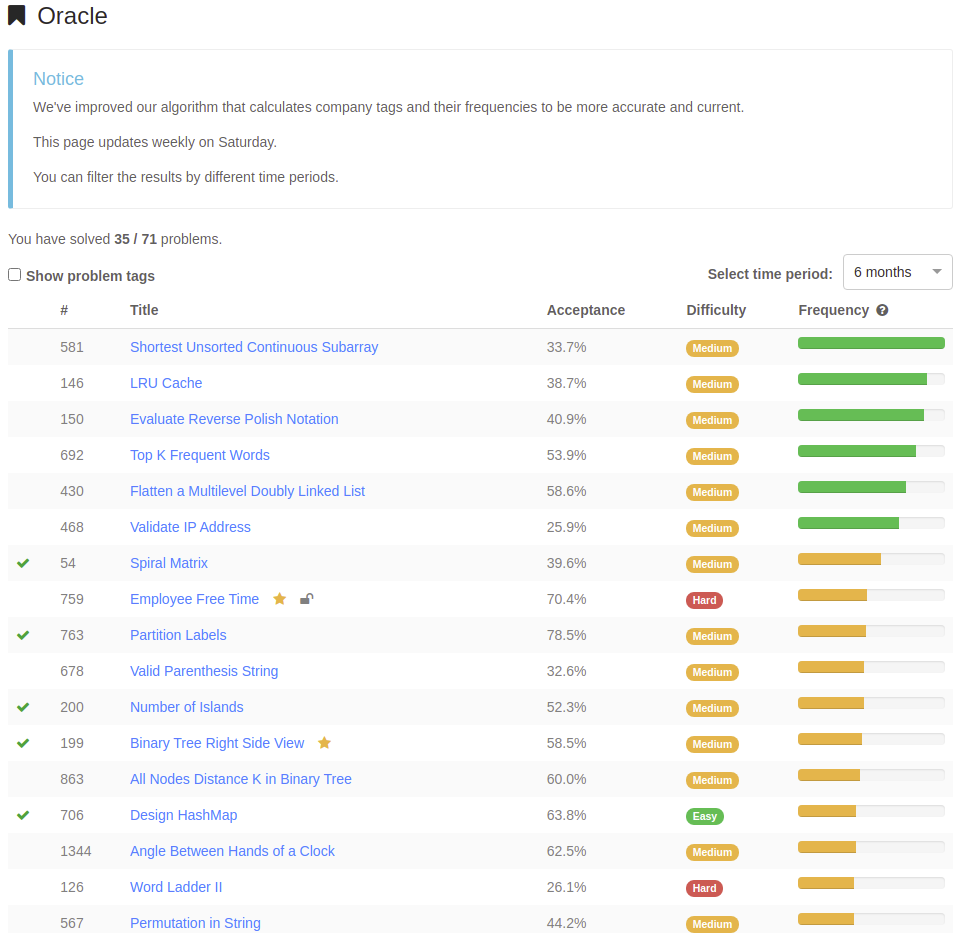 Oracle
Notice
We've improved our algorithm that calculates company tags and their frequencies to be more accurate and current.
This page updates weekly on Saturday.
You can filter the results by different time periods.
You have solved 35 / 71 problems.
Show problem tags Select time period: 6 months
# Title Acceptance Difficulty Frequency
581 Shortest Unsorted Continuous Subarray 33.7% Medium
146 LRU Cache 38.7% Medium
150 Evaluate Reverse Polish Notation 40.9% Medium
692 Top K Frequent Words 53.9% Medium
430 Flatten a Multilevel Doubly Linked List 58.6% Medium
468 Validate IP Address 25.9% Medium
54 Spiral Matrix 39.6% Medium
759 Employee Free Time 70.4% Hard
763 Partition Labels 78.5% Medium
678 Valid Parenthesis String 32.6% Medium
200 Number of Islands 52.3% Medium
199 Binary Tree Right Side View 58.5% Medium
863 All Nodes Distance K in Binary Tree 60.0% Medium
706 Design HashMap 63.8% Easy
1344 Angle Between Hands of a Clock 62.5% Medium
126 Word Ladder II 26.1% Hard
567 Permutation in String 44.2% Medium